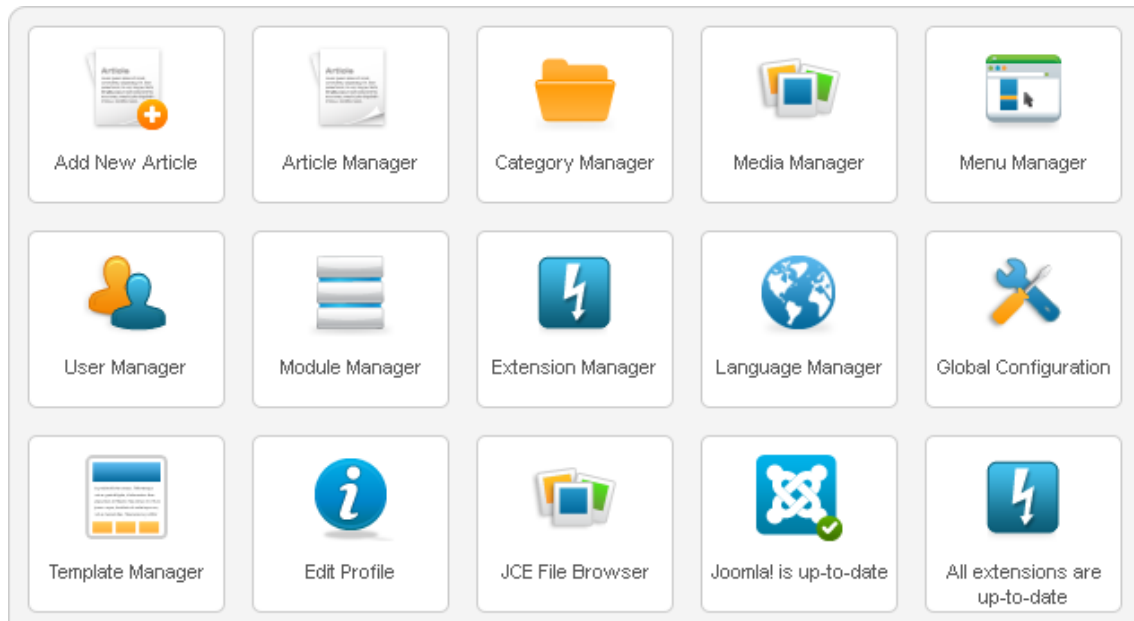 Article
Add New Article
Article
Article Manager
Category Manager
Media Manager
Menu Manager
User Manager
Module Manager
Extension Manager
Language Manager
Global Configuration
Template Manager
Edit Profile
JCE File Browser
Joomla! is up-to-date
All extensions are
up-to-date